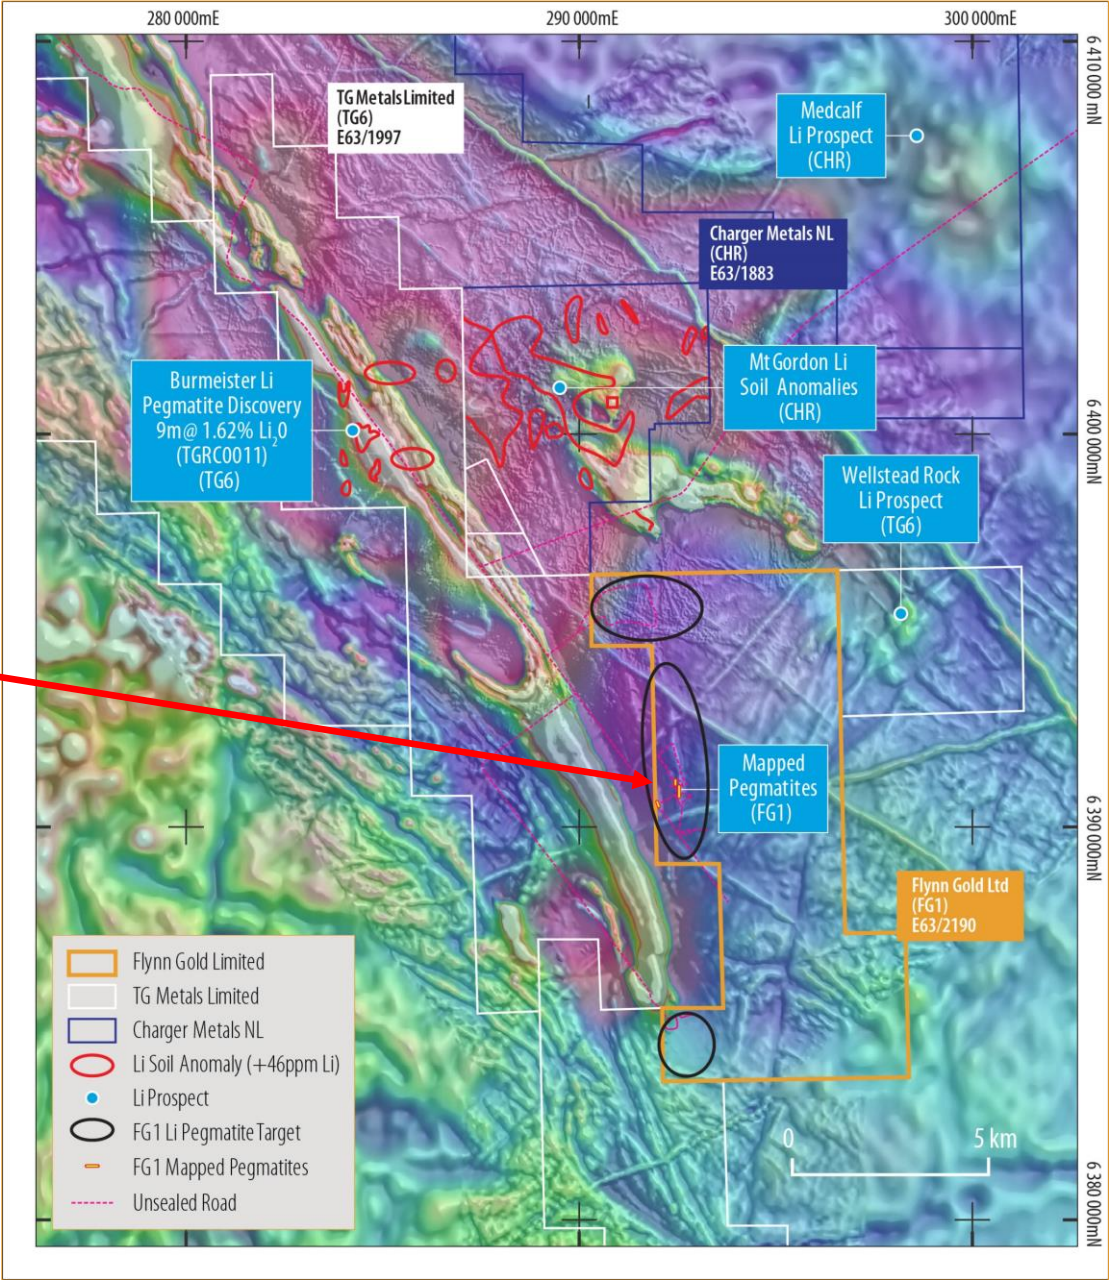 280 000mE
290 000mE
300 000mE
6 410 000 mN
TG Metals Limited
(TG6)
E63/1997
Medcalf
Li Prospect
(CHR)
Charger Metals NL
(CHR)
E63/1883
Mt Gordon Li
Soil Anomalies
(CHR)
Burmeister Li
Pegmatite Discovery
9m @ 1.62% Li₂0
(TGRC0011)
(TG6)
6 400 000mN
Wellstead Rock
Li Prospect
(TG6)
Mapped
Pegmatites
(FG1)
6 390 000mN
Flynn Gold Ltd
(FG1)
E63/2190
Flynn Gold Limited
TG Metals Limited
Charger Metals NL
Li Soil Anomaly (+46ppm Li)
Li Prospect
FG1 Li Pegmatite Target
FG1 Mapped Pegmatites
Unsealed Road
0 5 km
6 380 000mN